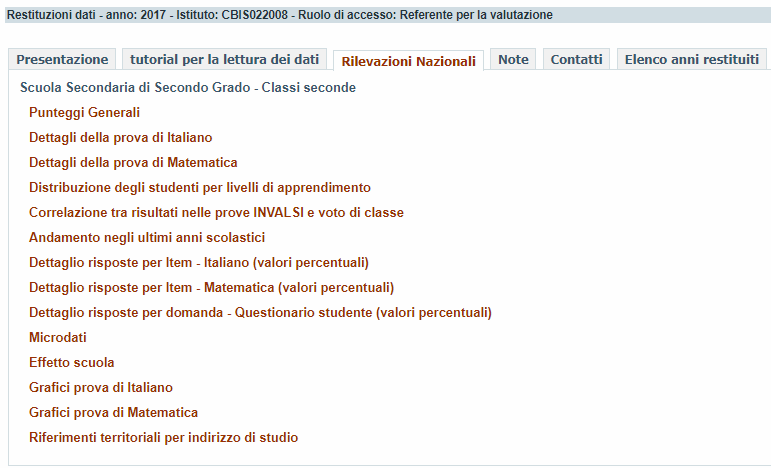 Restituzioni dati - anno: 2017 - Istituto: CBIS022008 - Ruolo di accesso: Referente per la valutazione
Presentazione tutorial per la lettura dei dati Rilevazioni Nazionali Note Contatti Elenco anni restituiti
Scuola Secondaria di Secondo Grado - Classi seconde
Punteggi Generali
Dettagli della prova di Italiano
Dettagli della prova di Matematica
Distribuzione degli studenti per livelli di apprendimento
Correlazione tra risultati nelle prove INVALSI e voto di classe
Andamento negli ultimi anni scolastici
Dettaglio risposte per Item - Italiano (valori percentuali)
Dettaglio risposte per Item - Matematica (valori percentuali)
Dettaglio risposte per domanda - Questionario studente (valori percentuali)
Microdati
Effetto scuola
Grafici prova di Italiano
Grafici prova di Matematica
Riferimenti territoriali per indirizzo di studio